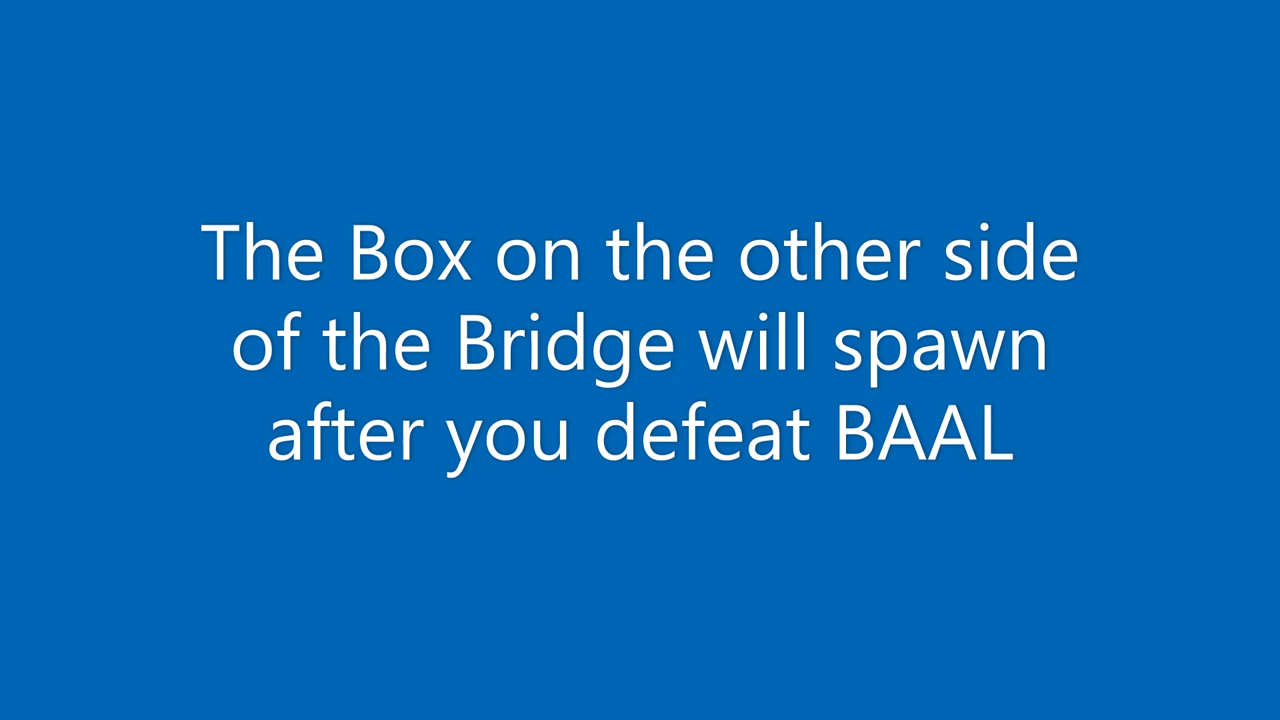 The Box on the other side
of the Bridge will spawn
after you defeat BAAL